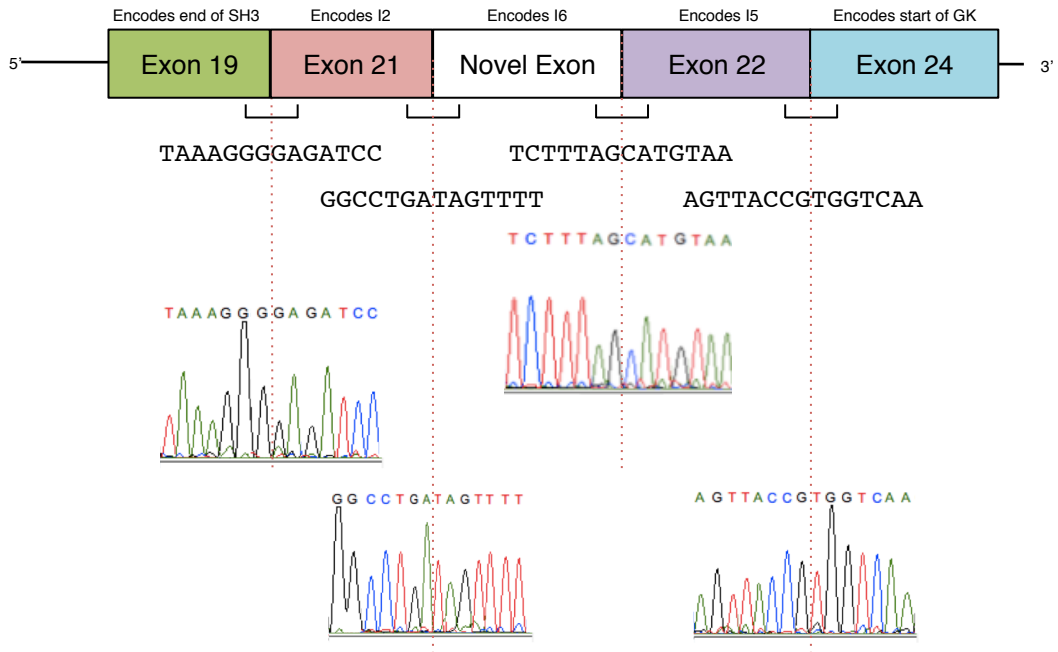 Encodes end of SH3
Encodes I2
Encodes I6
Encodes I5
Encodes start of GK
5’
Exon 19
Exon 21
Novel Exon
Exon 22
Exon 24
3’
TAAAGGGGAGATCC
TCTTTAGCATGTAA
GGCCTGATAGTTTT
AGTTACCGTGGTCAA
TCTTTAGCATGTAA
TAAAGGGGAGATCC
GGCCTGATAGTTTT
AGTTACCGTGGTCAA